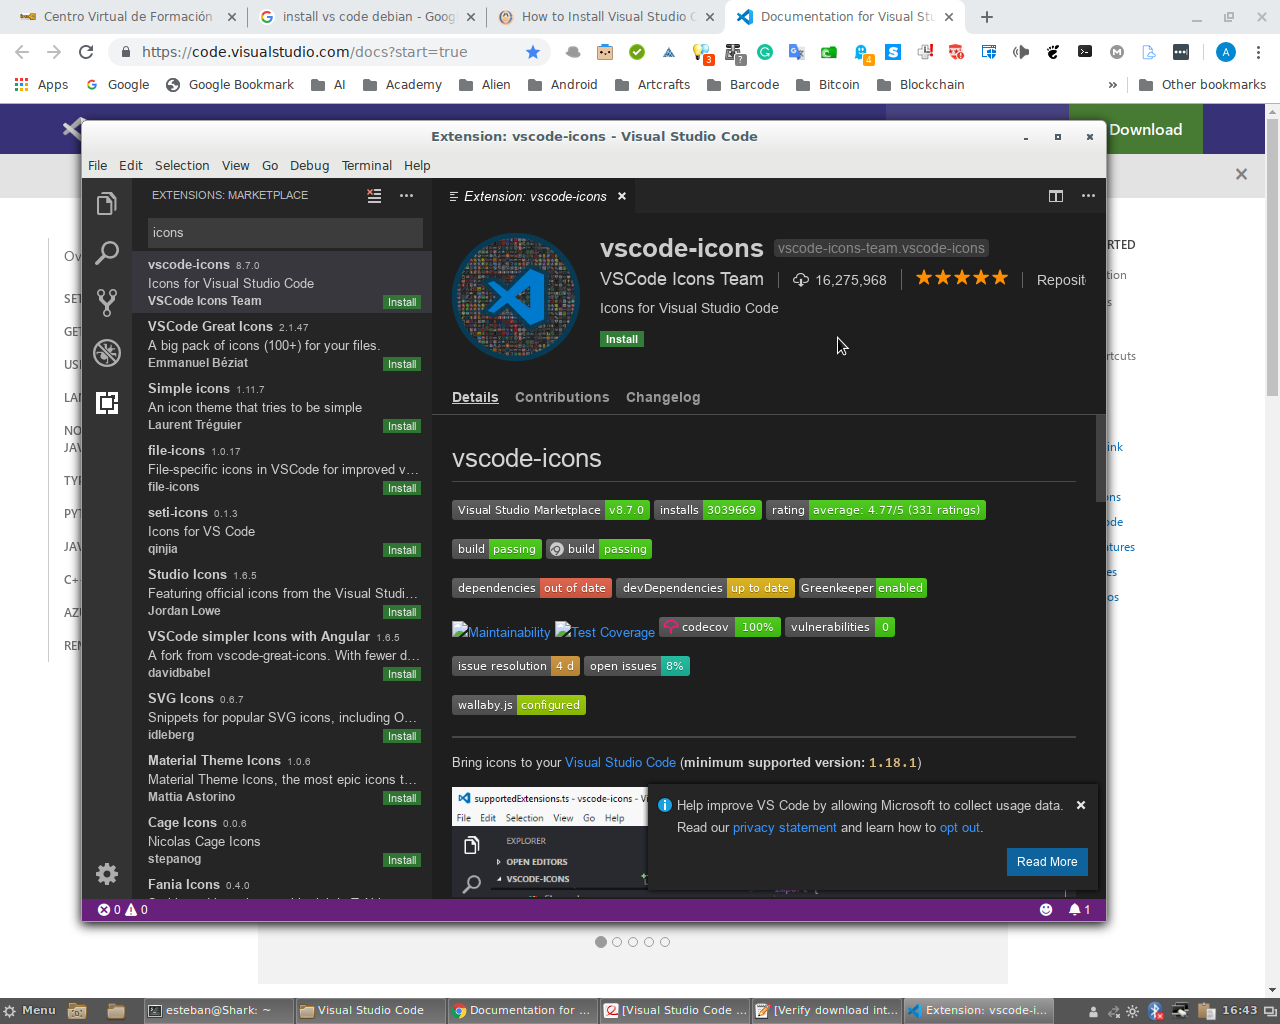 Centro Virtual de Formación
install vs code debian - Goog
How to Install Visual Studio C
Documentation for Visual Stu
https://code.visualstudio.com/docs?start=true
3
?
4
A
Apps
Google
Google Bookmark
AI
Academy
Alien
Android
Artcrafts
Barcode
Bitcoin
Blockchain
»
Other bookmarks
Download
Extension: vscode-icons - Visual Studio Code
File Edit Selection View Go Debug Terminal Help
EXTENSIONS: MARKETPLACE
icons
vscode-icons 8.7.0
Icons for Visual Studio Code
VSCode Icons Team
Install
VSCode Great Icons 2.1.47
A big pack of icons (100+) for your files.
Emmanuel Béziat
Install
Simple icons 1.11.7
An icon theme that tries to be simple
Laurent Tréguier
Install
file-icons 1.0.17
File-specific icons in VSCode for improved v...
file-icons
Install
seti-icons 0.1.3
Icons for VS Code
qinjia
Install
Studio Icons 1.6.5
Featuring official icons from the Visual Studi...
Jordan Lowe
Install
VSCode simpler Icons with Angular 1.6.5
A fork from vscode-great-icons. With fewer d...
davidbabel
Install
SVG Icons 0.6.7
Snippets for popular SVG icons, including O...
idleberg
Install
Material Theme Icons 1.0.6
Material Theme Icons, the most epic icons t...
Mattia Astorino
Install
Cage Icons 0.0.6
Nicolas Cage Icons
stepanog
Install
Fania Icons 0.4.0
Extension: vscode-icons
vscode-icons vscode-icons-team.vscode-icons
VSCode Icons Team
16,275,968
Reposit
Icons for Visual Studio Code
Install
Details Contributions Changelog
vscode-icons
Visual Studio Marketplace v8.7.0 installs 3039669 rating average: 4.77/5 (331 ratings)
build passing build passing
dependencies out of date devDependencies up to date Greenkeeper enabled
Maintainability Test Coverage codecov 100% vulnerabilities 0
issue resolution 4 d open issues 8%
wallaby.js configured
Bring icons to your Visual Studio Code (minimum supported version: 1.18.1)
supportedExtensions.ts - vscode-icons - Vi
File Edit Selection View Go Help
EXPLORER
OPEN EDITORS
VSCODE-ICONS
Help improve VS Code by allowing Microsoft to collect usage data.
Read our privacy statement and learn how to opt out.
Read More
0 0
1
Ov
SET
GET
USE
LAN
NO
JAV
TYP
PYT
JAV
C+
AZU
REM
RTED
tion
s
cuts
ink
ons
de
atures
es
os
Menu
esteban@Shark: ~
Visual Studio Code
Documentation for ...
[Visual Studio Code ...
[Verify download int...
Extension: vscode-i...
16:43